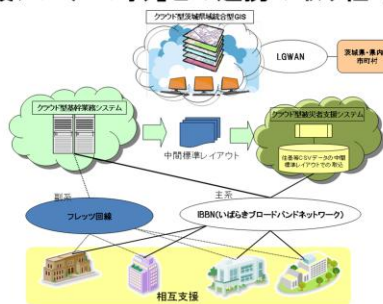 クラウド型茨城県域統合型GIS
LGWAN
茨城県・県内
市町村
クラウド型基幹業務システム
クラウド型被災者支援システム
中間標準レイアウト
住基等CSVデータの中間
標準レイアウトでの取込
副系
主系
フレッツ回線
IBBN(いばらきブロードバンドネットワーク)
相互支援